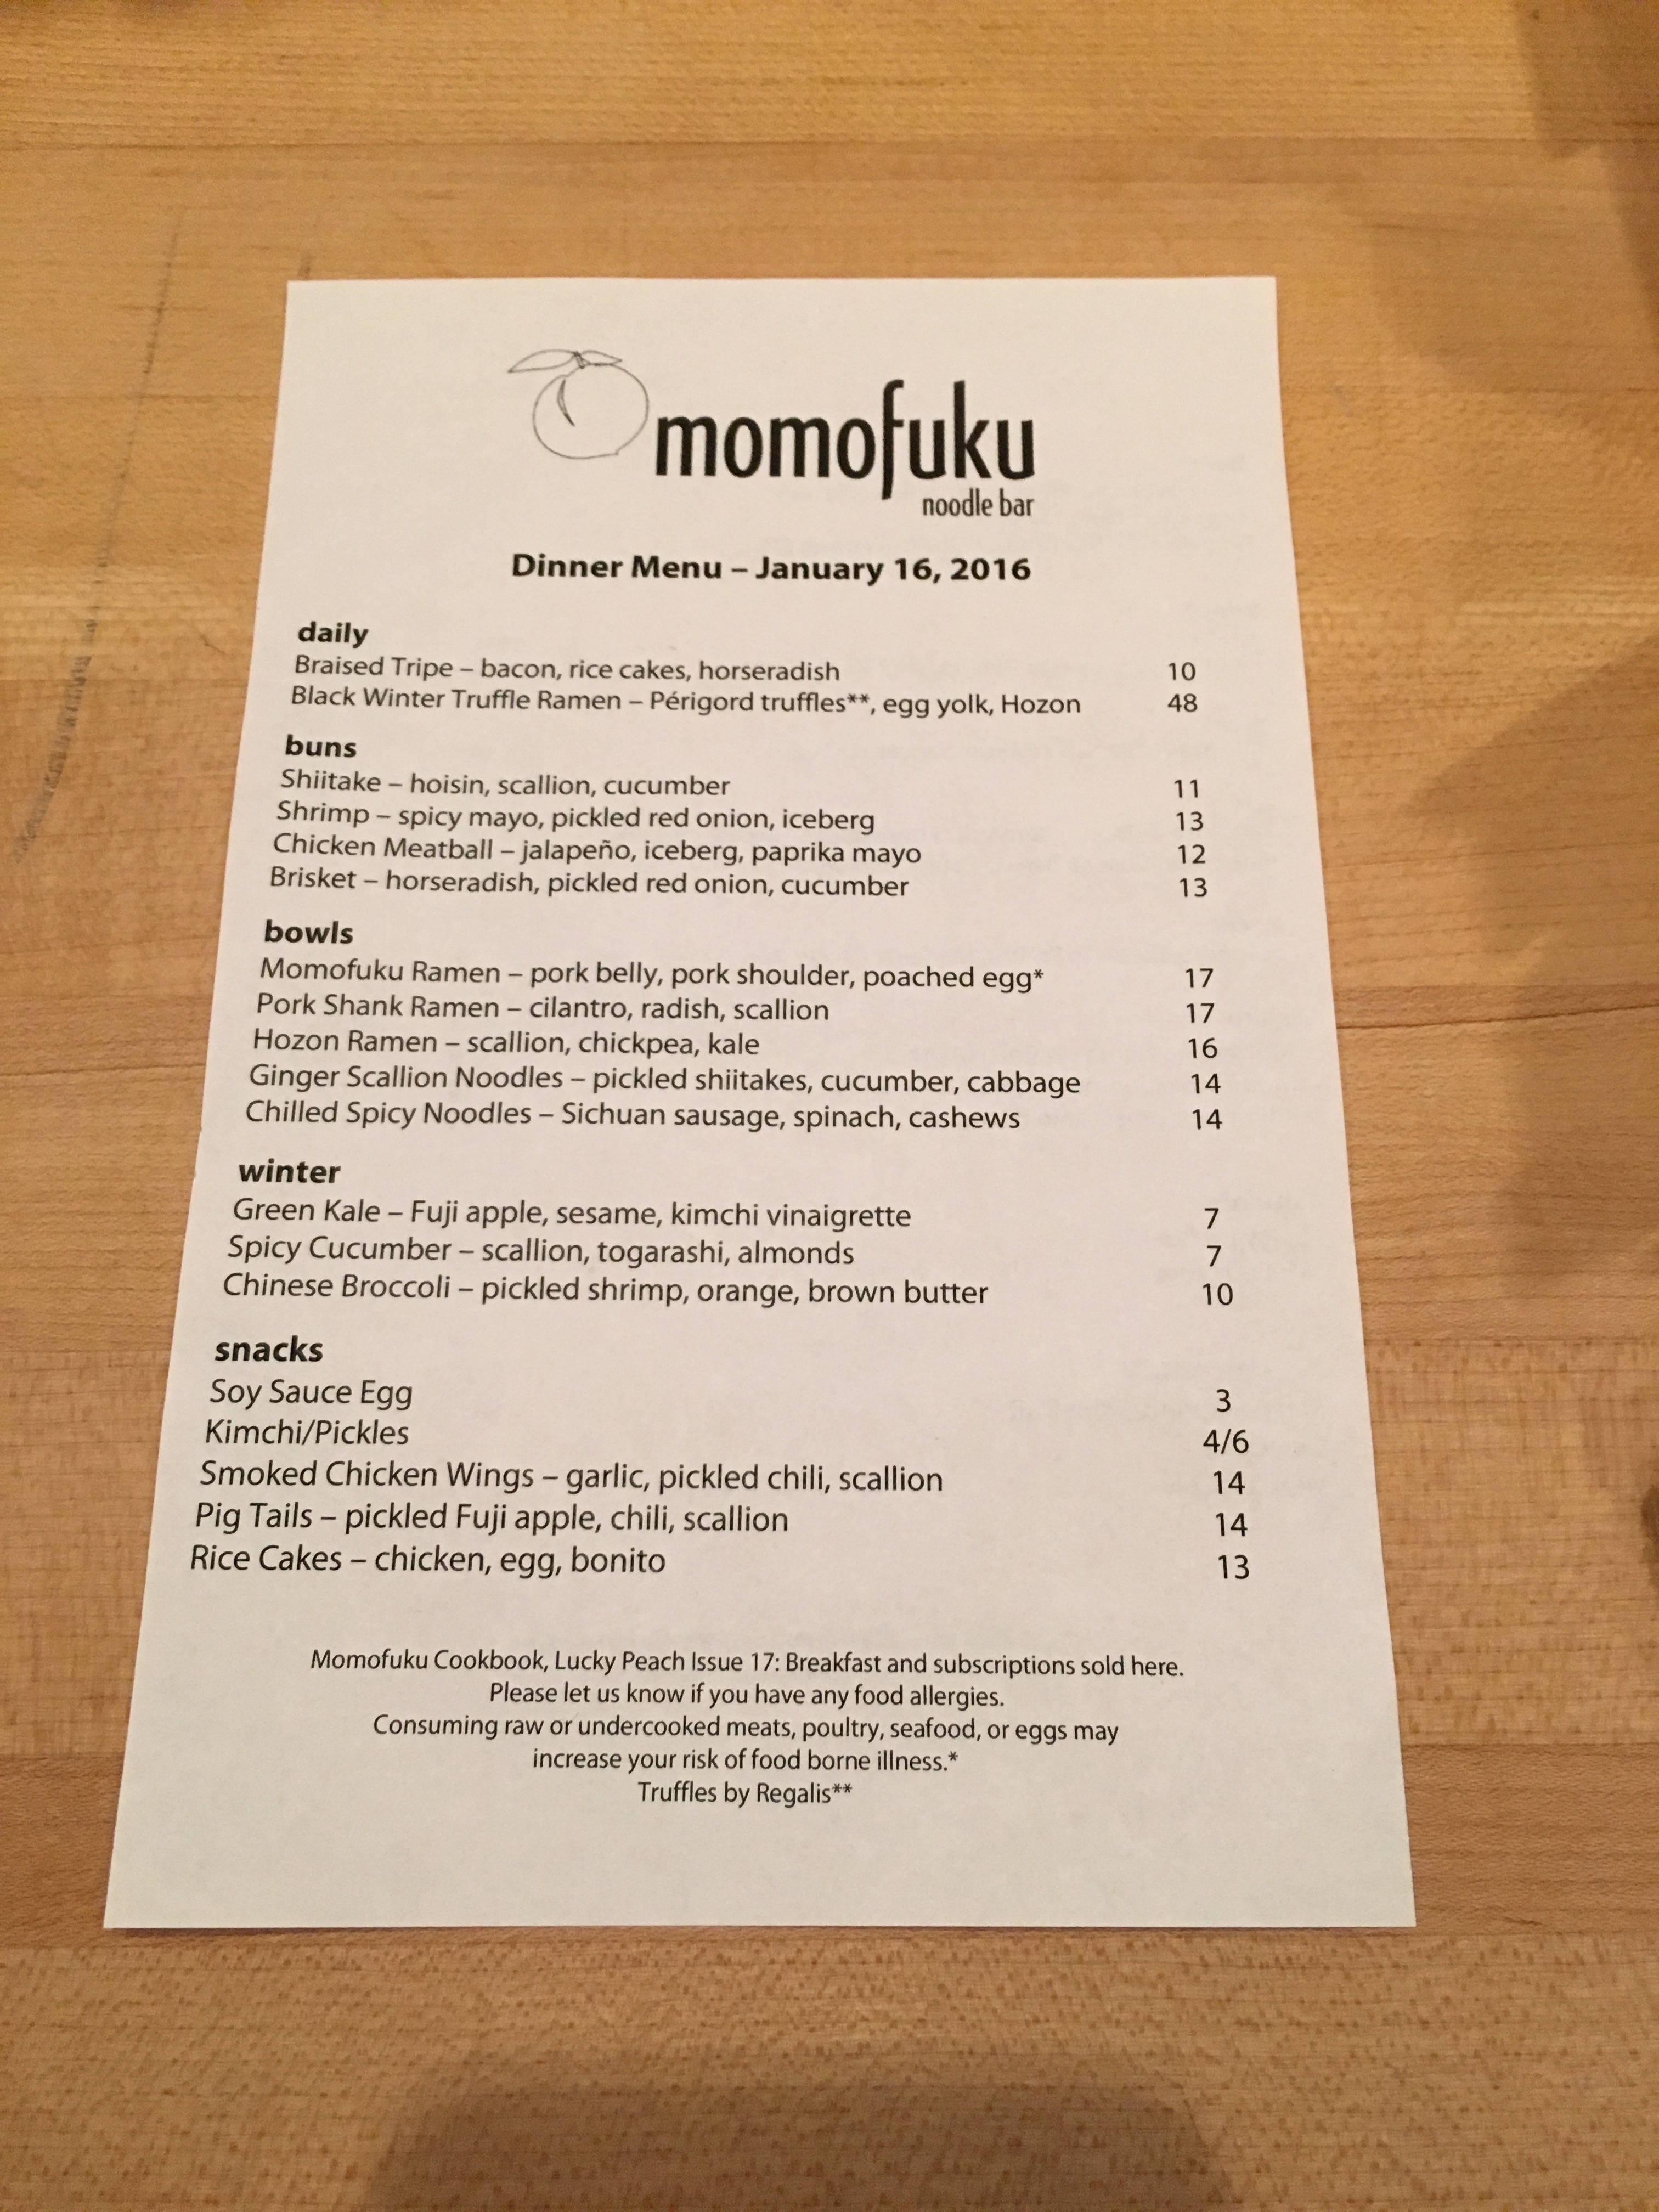 momofuku
noodle bar
Dinner Menu – January 16, 2016
daily
Braised Tripe – bacon, rice cakes, horseradish 10
Black Winter Truffle Ramen – Périgord truffles**, egg yolk, Hozon 48
buns
Shiitake – hoisin, scallion, cucumber 11
Shrimp – spicy mayo, pickled red onion, iceberg 13
Chicken Meatball – jalapeño, iceberg, paprika mayo 12
Brisket – horseradish, pickled red onion, cucumber 13
bowls
Momofuku Ramen – pork belly, pork shoulder, poached egg* 17
Pork Shank Ramen – cilantro, radish, scallion 17
Hozon Ramen – scallion, chickpea, kale 16
Ginger Scallion Noodles – pickled shiitakes, cucumber, cabbage 14
Chilled Spicy Noodles – Sichuan sausage, spinach, cashews 14
winter
Green Kale – Fuji apple, sesame, kimchi vinaigrette 7
Spicy Cucumber – scallion, togarashi, almonds 7
Chinese Broccoli – pickled shrimp, orange, brown butter 10
snacks
Soy Sauce Egg 3
Kimchi/Pickles 4/6
Smoked Chicken Wings – garlic, pickled chili, scallion 14
Pig Tails – pickled Fuji apple, chili, scallion 14
Rice Cakes – chicken, egg, bonito 13
Momofuku Cookbook, Lucky Peach Issue 17: Breakfast and subscriptions sold here.
Please let us know if you have any food allergies.
Consuming raw or undercooked meats, poultry, seafood, or eggs may
increase your risk of food borne illness.*
Truffles by Regalis**